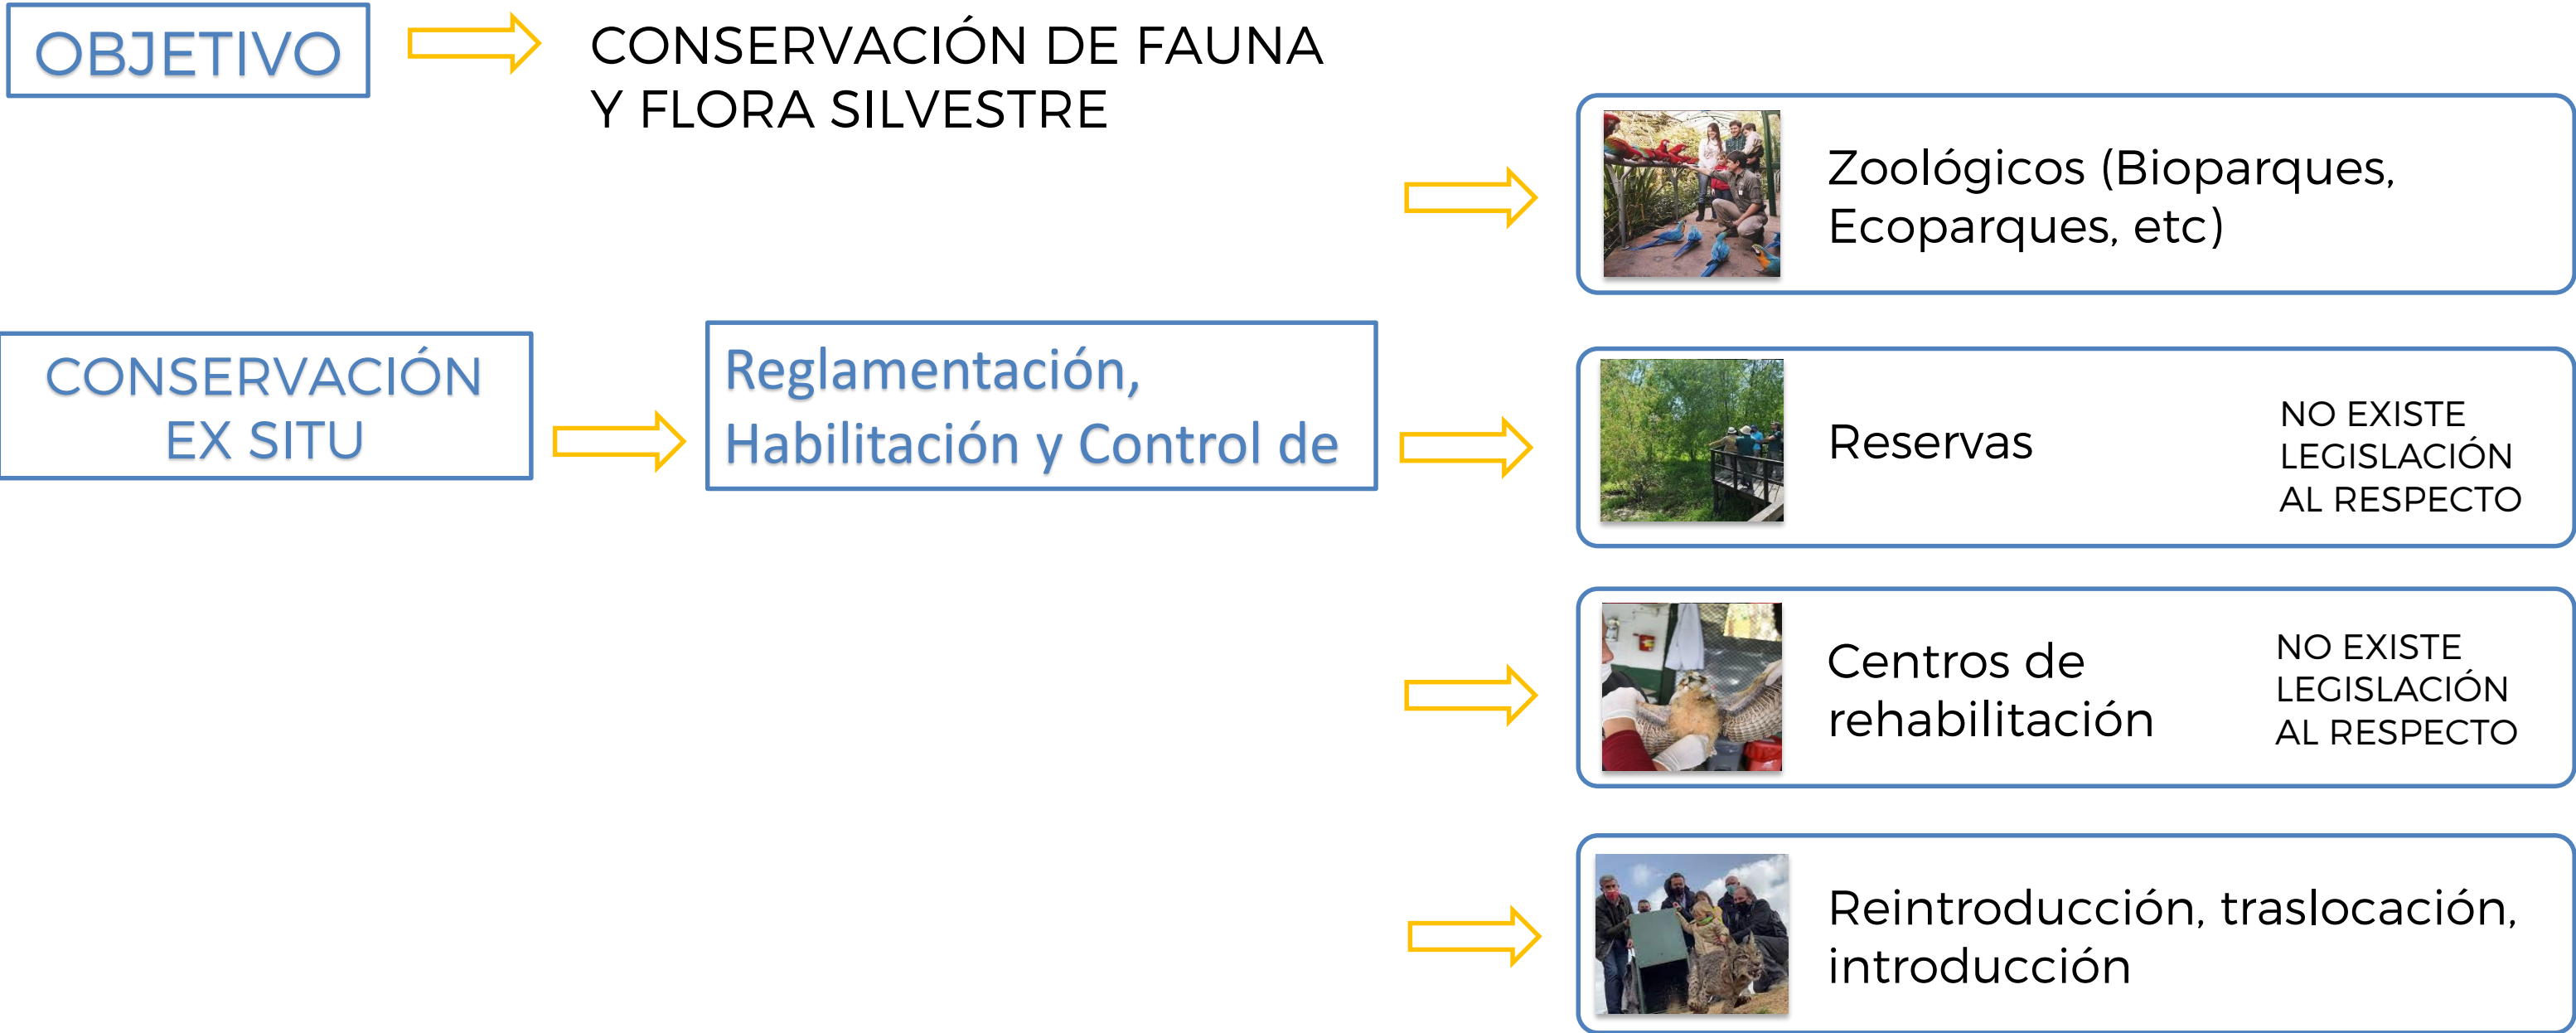 OBJETIVO
CONSERVACIÓN DE FAUNA
Y FLORA SILVESTRE
Zoológicos (Bioparques,
Ecoparques, etc)
CONSERVACIÓN
EX SITU
Reglamentación,
Habilitación y Control de
Reservas
NO EXISTE
LEGISLACIÓN
AL RESPECTO
Centros de
rehabilitación
NO EXISTE
LEGISLACIÓN
AL RESPECTO
Reintroducción, traslocación,
introducción